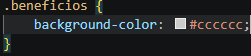 .beneficios {
background-color: #cccccc;
}